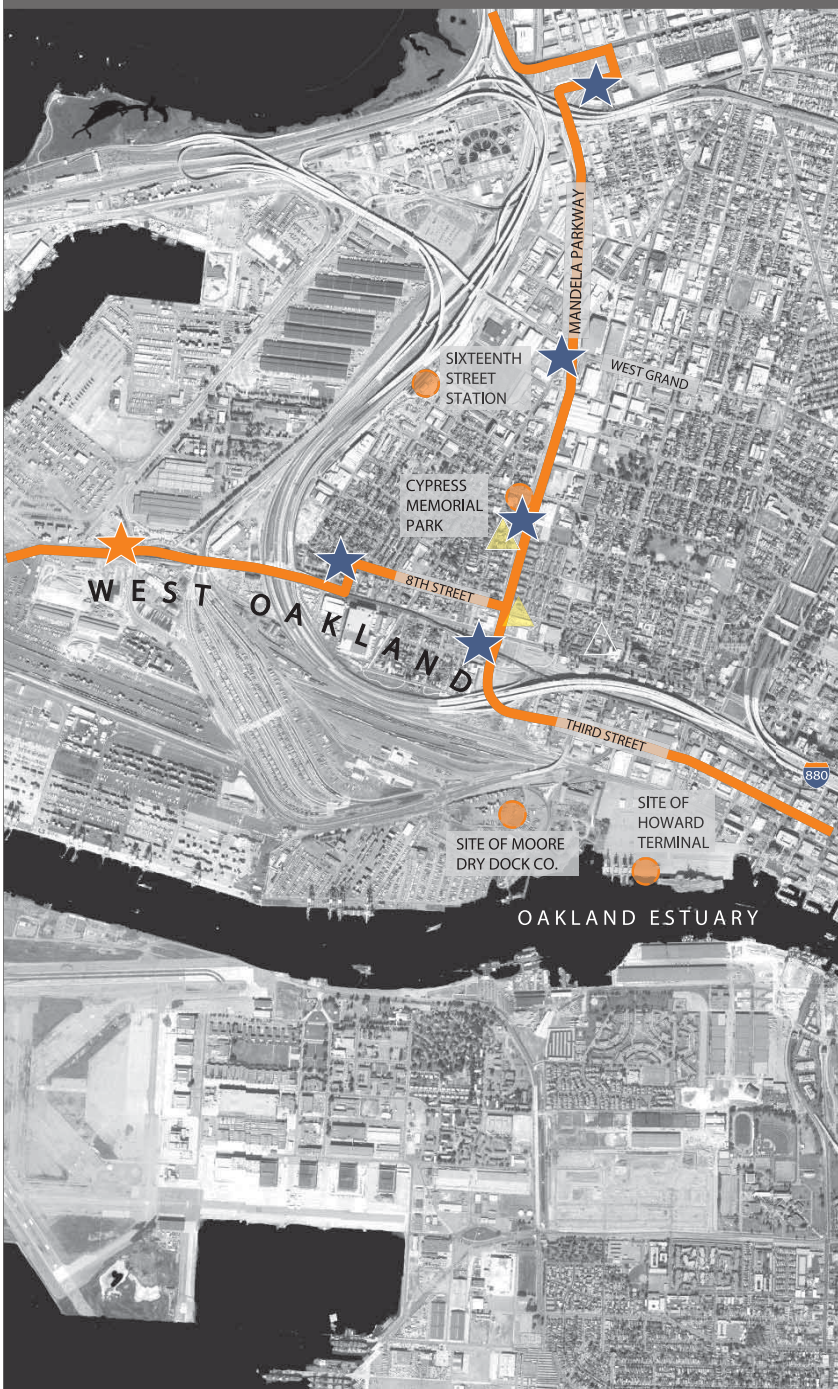 MANDELA PARKWAY
SIXTEENTH
STREET
STATION
WEST GRAND
CYPRESS
MEMORIAL
PARK
8TH STREET
WEST OAKLAND
THIRD STREET
880
SITE OF
HOWARD
TERMINAL
SITE OF MOORE
DRY DOCK CO.
OAKLAND ESTUARY